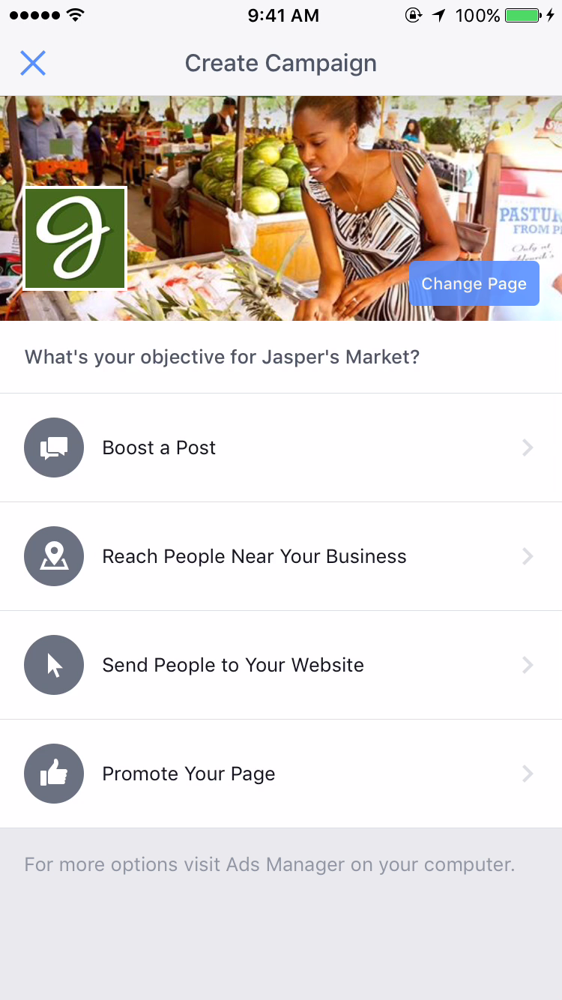 9:41 AM
100%
Create Campaign
PASTUR
FROM P
Only at
Change Page
What's your objective for Jasper's Market?
Boost a Post
Reach People Near Your Business
Send People to Your Website
Promote Your Page
For more options visit Ads Manager on your computer.